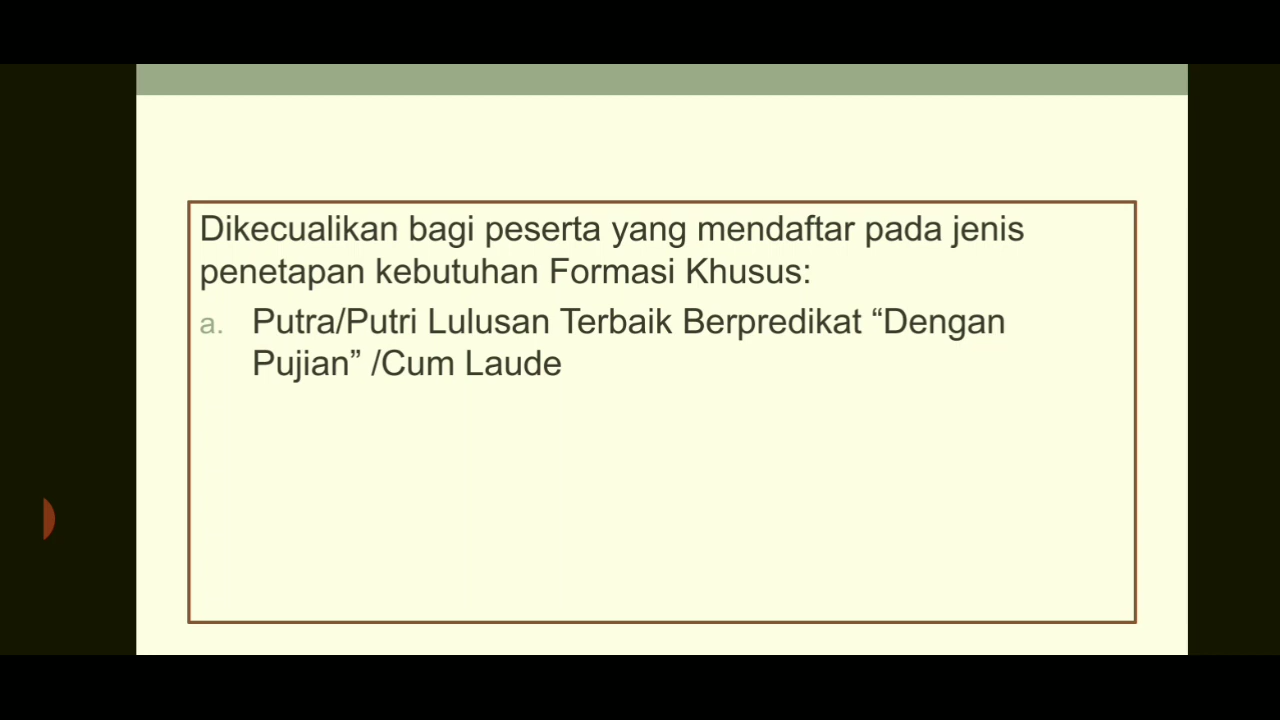 Dikecualikan bagi peserta yang mendaftar pada jenis
penetapan kebutuhan Formasi Khusus:
a. Putra/Putri Lulusan Terbaik Berpredikat “Dengan
Pujian” /Cum Laude